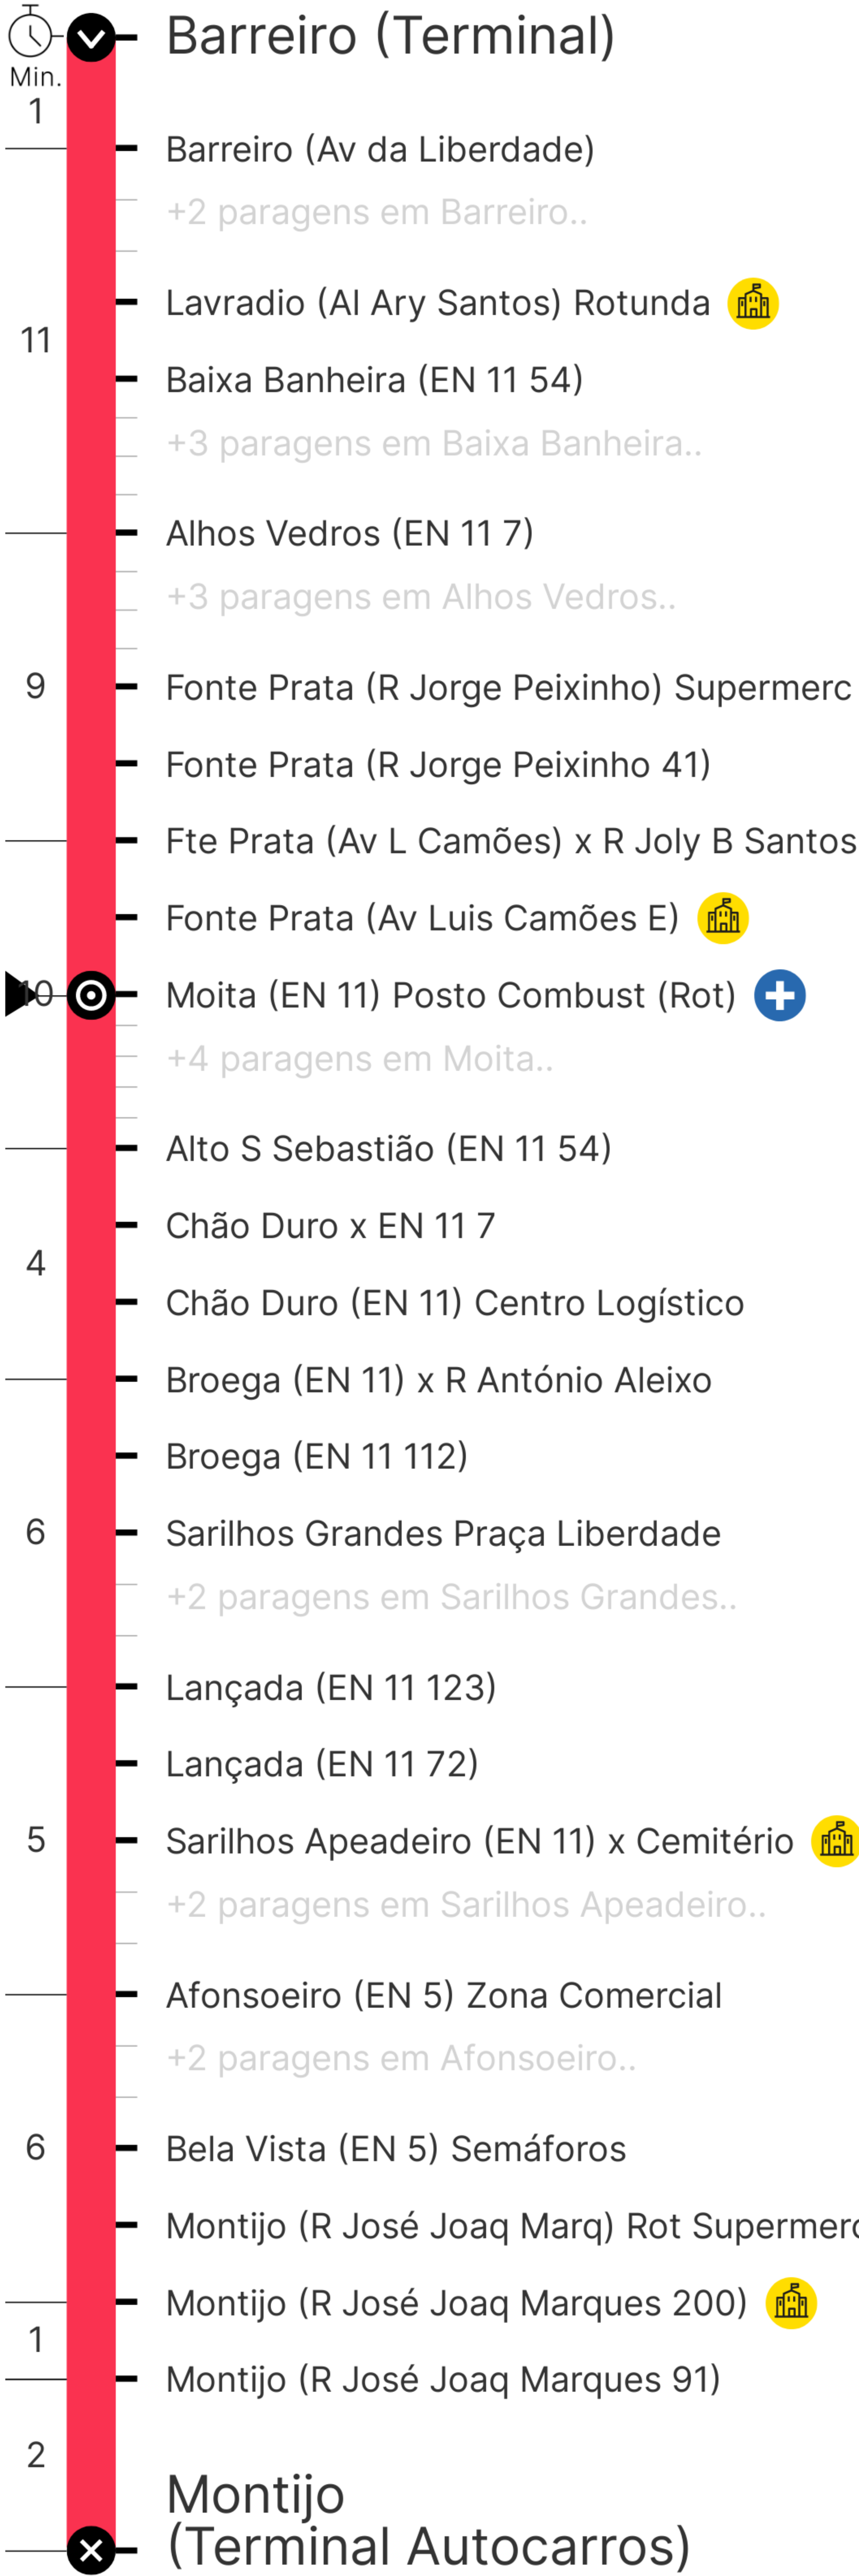 Barreiro (Terminal)
Min.
1
Barreiro (Av da Liberdade)
+2 paragens em Barreiro..
Lavradio (Al Ary Santos) Rotunda
11
Baixa Banheira (EN 11 54)
+3 paragens em Baixa Banheira..
Alhos Vedros (EN 11 7)
+3 paragens em Alhos Vedros..
9
Fonte Prata (R Jorge Peixinho) Supermerc
Fonte Prata (R Jorge Peixinho 41)
Fte Prata (Av L Camões) x R Joly B Santos
Fonte Prata (Av Luis Camões E)
10
Moita (EN 11) Posto Combust (Rot)
+4 paragens em Moita..
Alto S Sebastião (EN 11 54)
Chão Duro x EN 11 7
4
Chão Duro (EN 11) Centro Logístico
Broega (EN 11) x R António Aleixo
Broega (EN 11 112)
6
Sarilhos Grandes Praça Liberdade
+2 paragens em Sarilhos Grandes..
Lançada (EN 11 123)
Lançada (EN 11 72)
5
Sarilhos Apeadeiro (EN 11) x Cemitério
+2 paragens em Sarilhos Apeadeiro..
Afonsoeiro (EN 5) Zona Comercial
+2 paragens em Afonsoeiro..
6
Bela Vista (EN 5) Semáforos
Montijo (R José Joaq Marq) Rot Supermerc
Montijo (R José Joaq Marques 200)
1
Montijo (R José Joaq Marques 91)
2
Montijo
(Terminal Autocarros)